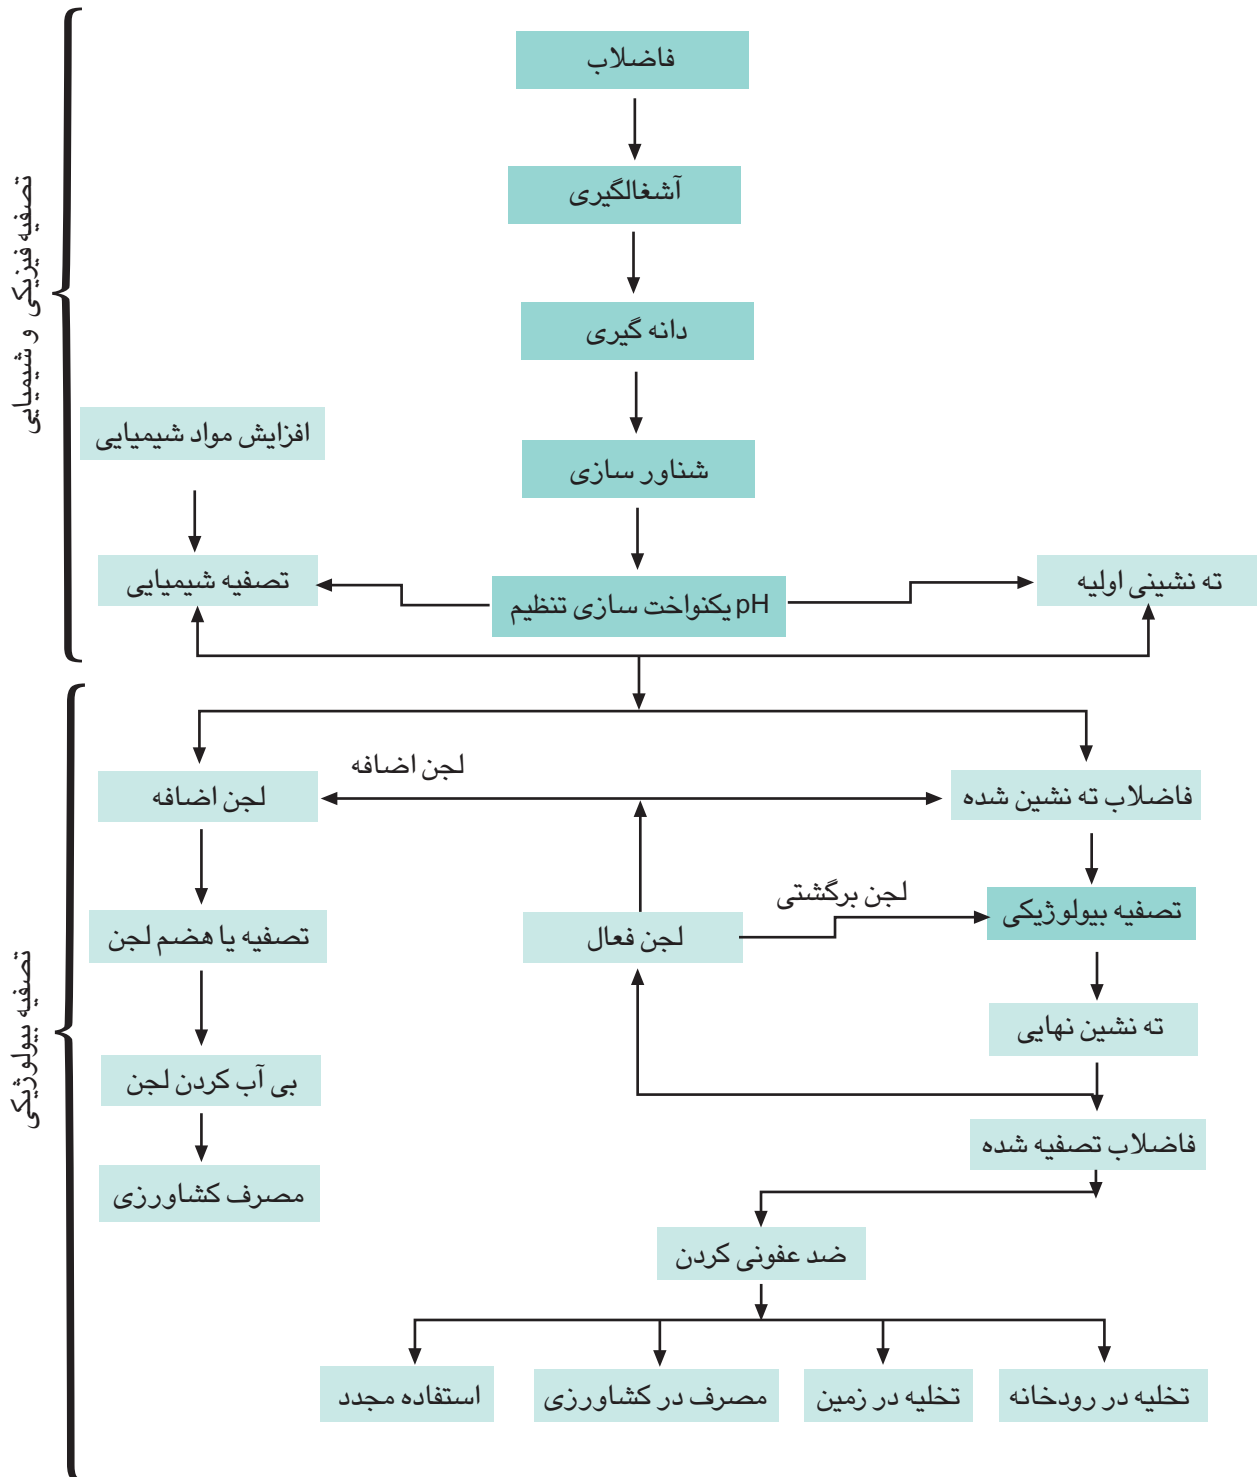 تصفیه فیزیکی و شیمیایی
فاضلاب
آشغالگیری
دانه گیری
شناور سازی
افزایش مواد شیمیایی
ته نشینی اولیه
یکنواخت سازی تنظیم pH
تصفیه شیمیایی
تصفیه بیولوژیکی
فاضلاب ته نشین شده
لجن اضافه
لجن اضافه
تصفیه بیولوژیکی
لجن برگشتی
لجن فعال
تصفیه یا هضم لجن
ته نشین نهایی
بی آب کردن لجن
فاضلاب تصفیه شده
مصرف کشاورزی
ضد عفونی کردن
تخلیه در رودخانه
تخلیه در زمین
مصرف در کشاورزی
استفاده مجدد